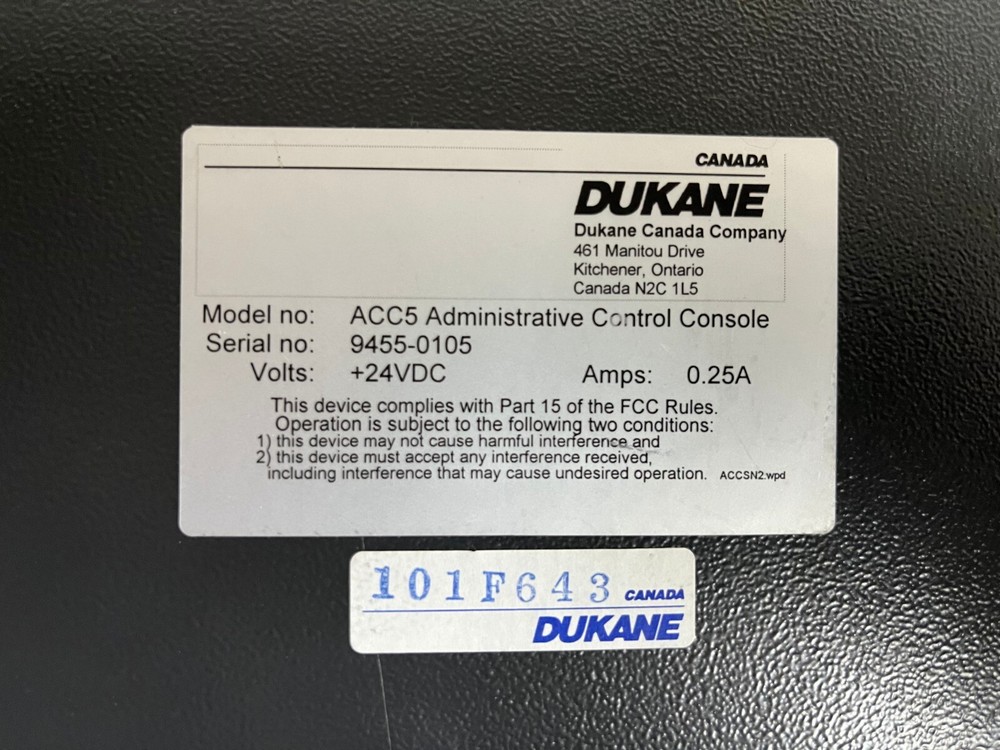 CANADA
DUKANE
Dukane Canada Company
461 Manitou Drive
Kitchener, Ontario
Canada N2C 1L5
Model no: ACC5 Administrative Control Console
Serial no: 9455-0105
Volts: +24VDC Amps: 0.25A
This device complies with Part 15 of the FCC Rules.
Operation is subject to the following two conditions:
1) this device may not cause harmful interference and
2) this device must accept any interference received,
including interference that may cause undesired operation. ACCSN2.wpd
101F643 CANADA
DUKANE